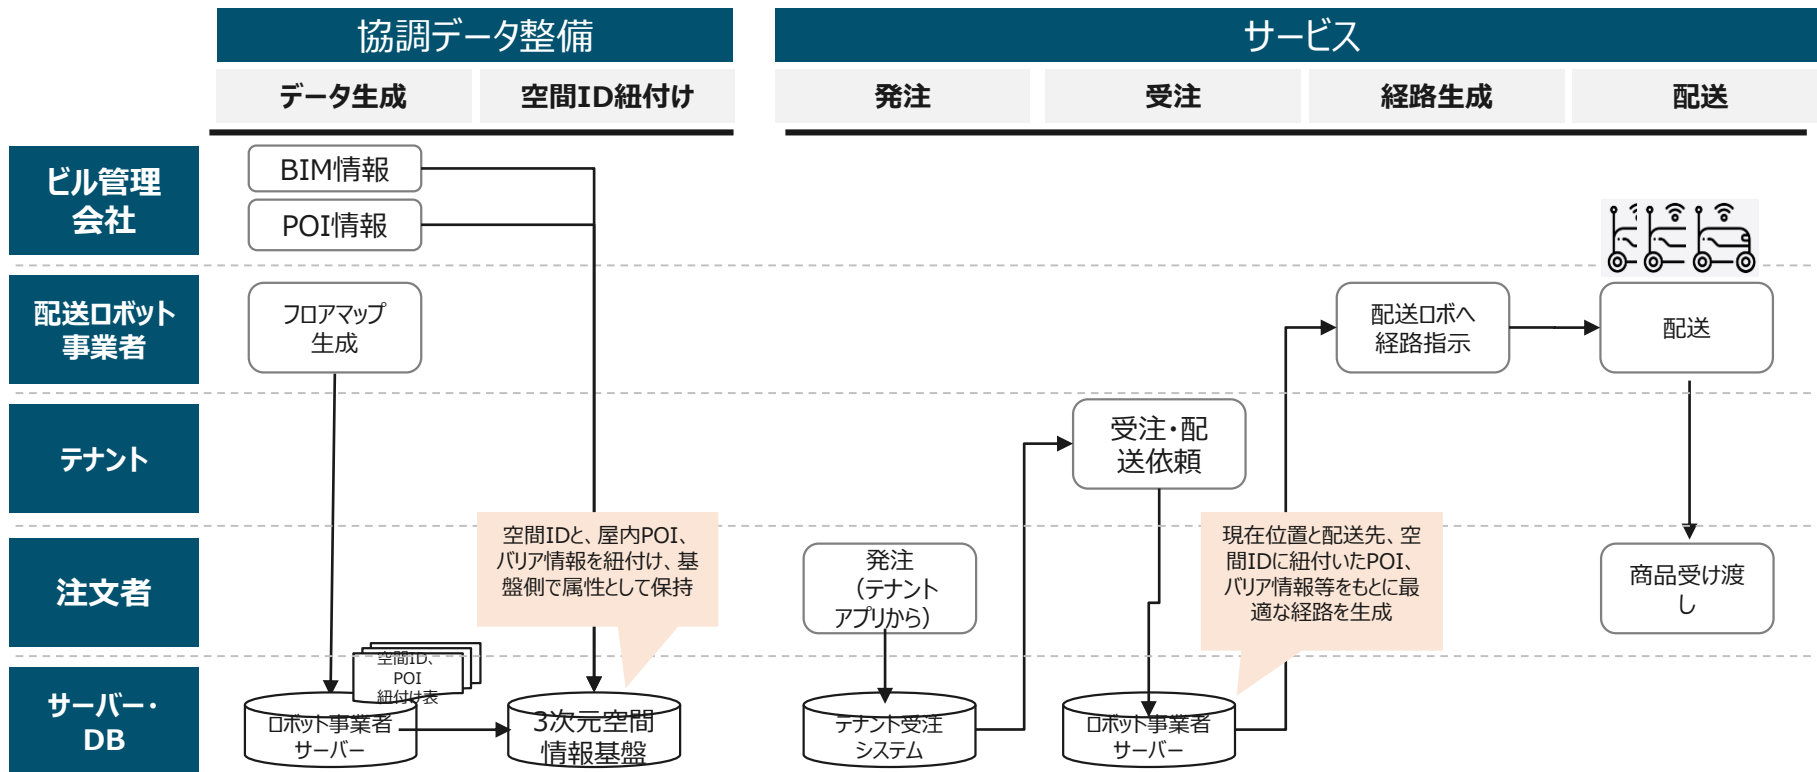 協調データ整備
サービス
データ生成
空間ID紐付け
発注
受注
経路生成
配送
ビル管理
会社
BIM情報
POI情報
配送ロボット
事業者
フロアマップ
生成
配送ロボへ
経路指示
配送
テナント
受注・配
送依頼
注文者
空間IDと、屋内POI、
バリア情報を紐付け、基
盤側で属性として保持
発注
（テナント
アプリから）
現在位置と配送先、空
間IDに紐付いたPOI、
バリア情報等をもとに最
適な経路を生成
商品受け渡
し
サーバー・
DB
空間ID、
POI
紐付け表
ロボット事業者
サーバー
3次元空間
情報基盤
テナント受注
システム
ロボット事業者
サーバー